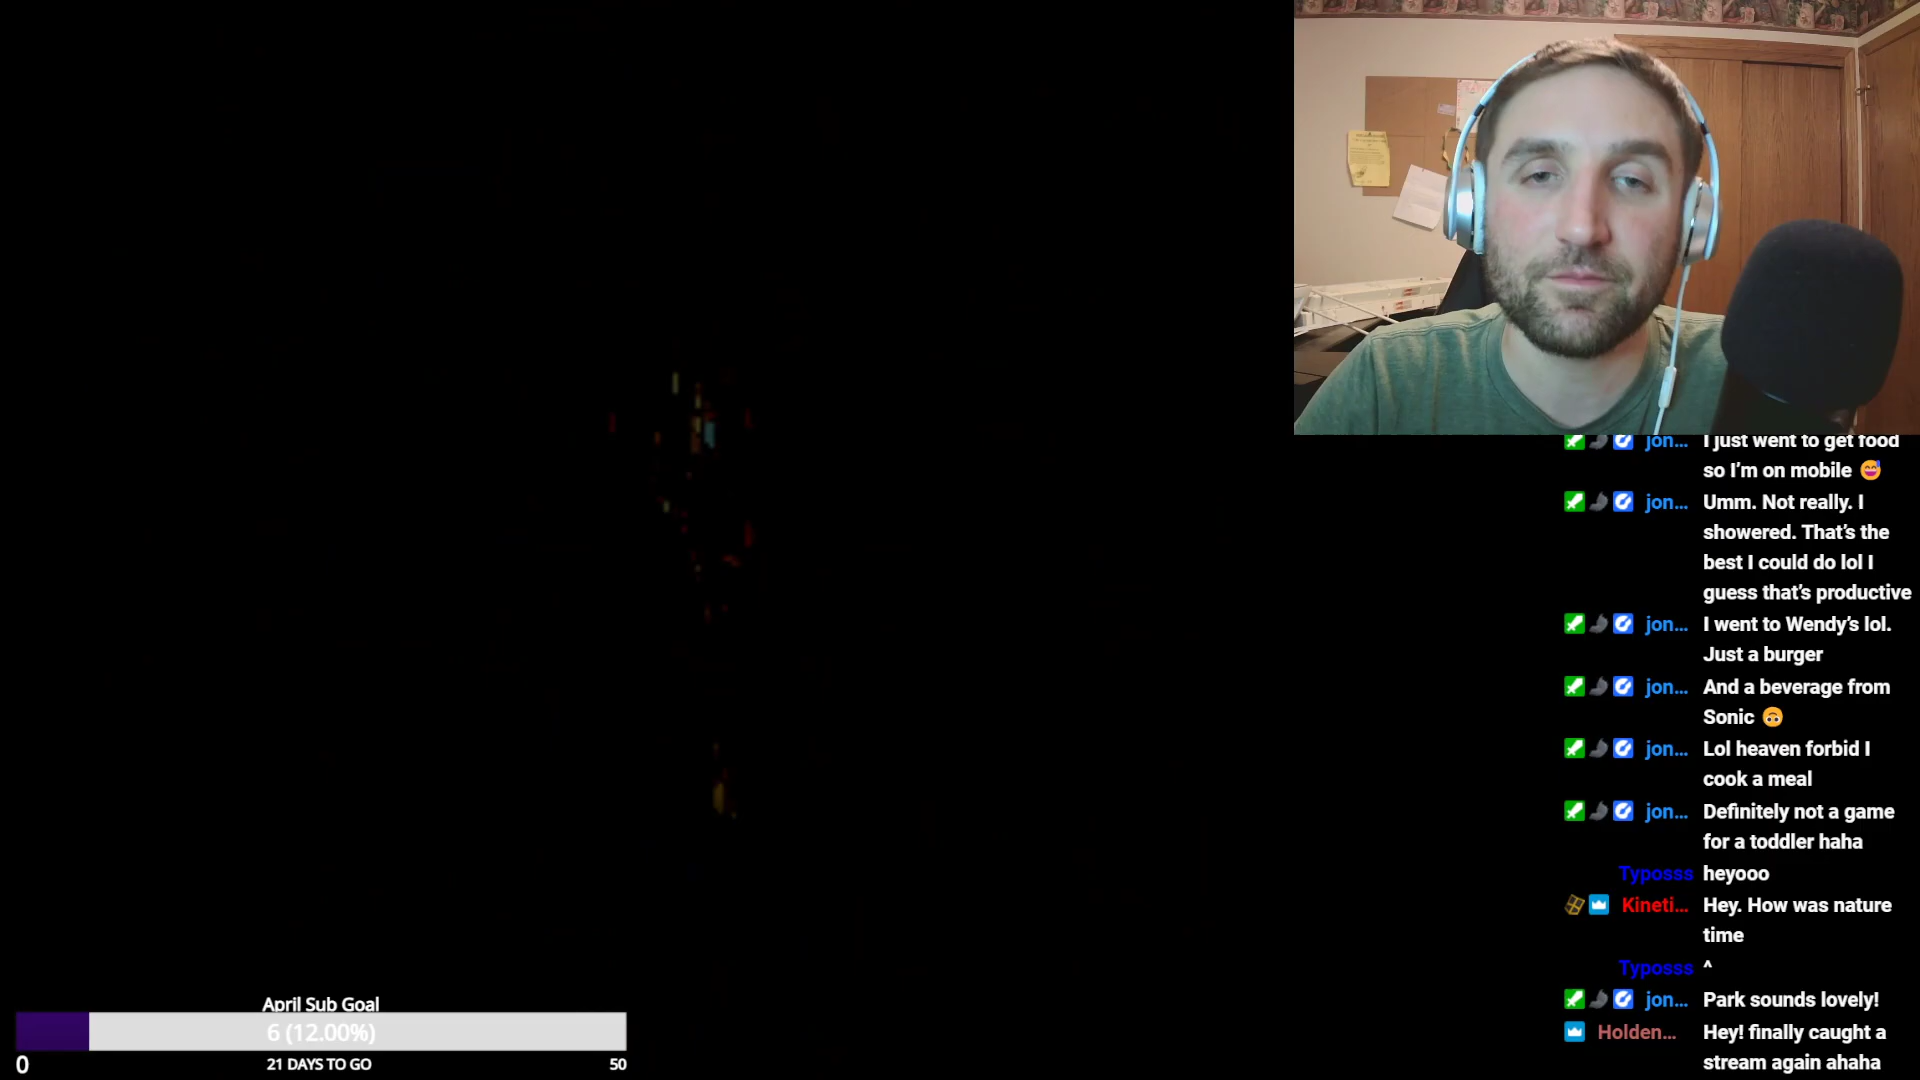 jon... I just went to get food
so I'm on mobile 😅
jon... Umm. Not really. I
showered. That's the
best I could do lol I
guess that's productive
jon... I went to Wendy's lol.
Just a burger
jon... And a beverage from
Sonic 🙃
jon... Lol heaven forbid I
cook a meal
jon... Definitely not a game
for a toddler haha
Typosss heyooo
Kineti... Hey. How was nature
time
Typosss ^
jon... Park sounds lovely!
Holden... Hey! finally caught a
stream again ahaha
April Sub Goal
6 (12.00%)
0 21 DAYS TO GO 50